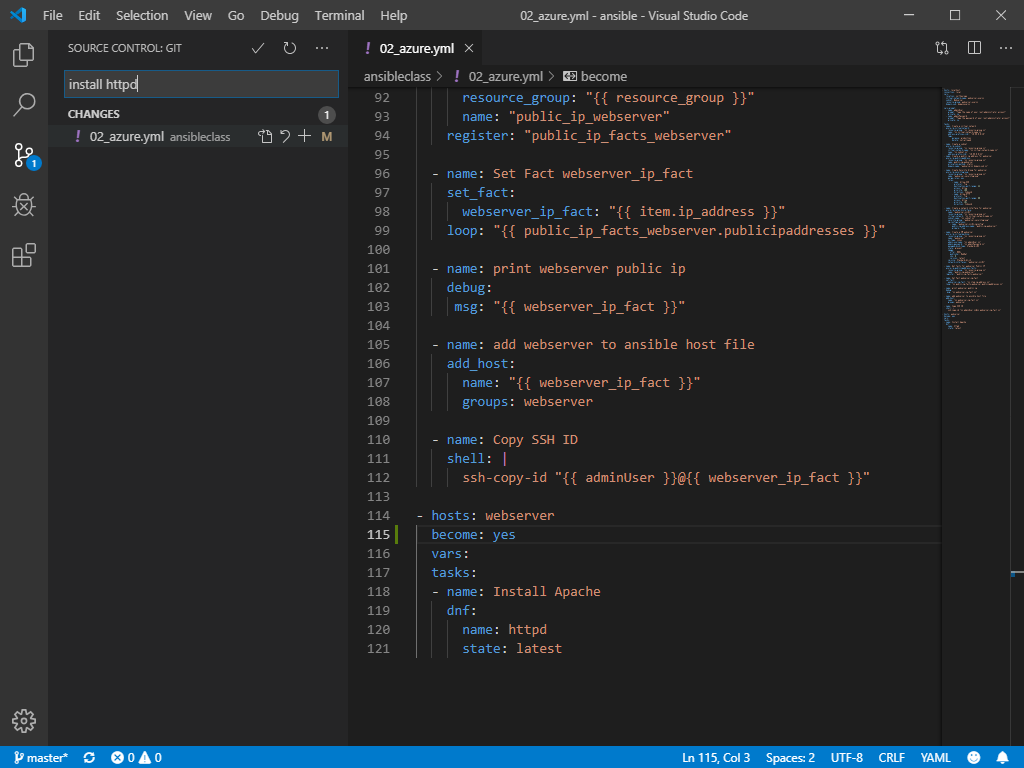 File Edit Selection View Go Debug Terminal Help 02_azure.yml - ansible - Visual Studio Code
SOURCE CONTROL: GIT
install httpd
CHANGES 1
! 02_azure.yml ansibleclass M
1
! 02_azure.yml
ansibleclass > ! 02_azure.yml > become
92 resource_group: "{{ resource_group }}"
93 name: "public_ip_webserver"
94 register: "public_ip_facts_webserver"
95
96 - name: Set Fact webserver_ip_fact
97 set_fact:
98 webserver_ip_fact: "{{ item.ip_address }}"
99 loop: "{{ public_ip_facts_webserver.publicipaddresses }}"
100
101 - name: print webserver public ip
102 debug:
103 msg: "{{ webserver_ip_fact }}"
104
105 - name: add webserver to ansible host file
106 add_host:
107 name: "{{ webserver_ip_fact }}"
108 groups: webserver
109
110 - name: Copy SSH ID
111 shell: |
112 ssh-copy-id "{{ adminUser }}@{{ webserver_ip_fact }}"
113
114 - hosts: webserver
115 become: yes
116 vars:
117 tasks:
118 - name: Install Apache
119 dnf:
120 name: httpd
121 state: latest
master* 0 0 Ln 115, Col 3 Spaces: 2 UTF-8 CRLF YAML